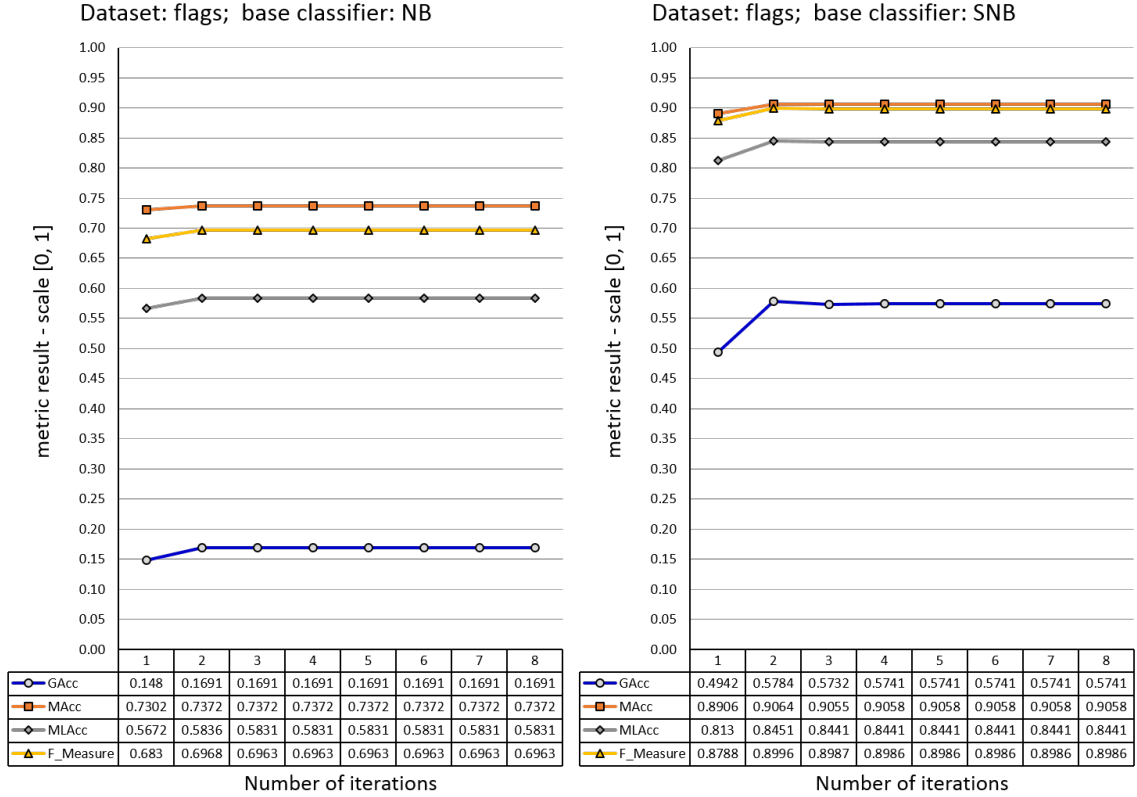 Dataset: flags;  base classifier: NB
1.00
0.95
0.90
0.85
0.80
0.75
0.70
0.65
0.60
0.55
0.50
0.45
0.40
0.35
0.30
0.25
0.20
0.15
0.10
0.05
0.00
metric result - scale [0, 1]
1 2 3 4 5 6 7 8
GAcc 0.148 0.1691 0.1691 0.1691 0.1691 0.1691 0.1691 0.1691
MAcc 0.7302 0.7372 0.7372 0.7372 0.7372 0.7372 0.7372 0.7372
MLAcc 0.5672 0.5836 0.5831 0.5831 0.5831 0.5831 0.5831 0.5831
F_Measure 0.683 0.6968 0.6963 0.6963 0.6963 0.6963 0.6963 0.6963
Number of iterations
Dataset: flags;  base classifier: SNB
1.00
0.95
0.90
0.85
0.80
0.75
0.70
0.65
0.60
0.55
0.50
0.45
0.40
0.35
0.30
0.25
0.20
0.15
0.10
0.05
0.00
metric result - scale [0, 1]
1 2 3 4 5 6 7 8
GAcc 0.4942 0.5784 0.5732 0.5741 0.5741 0.5741 0.5741 0.5741
MAcc 0.8906 0.9064 0.9055 0.9058 0.9058 0.9058 0.9058 0.9058
MLAcc 0.813 0.8451 0.8441 0.8441 0.8441 0.8441 0.8441 0.8441
F_Measure 0.8788 0.8996 0.8987 0.8986 0.8986 0.8986 0.8986 0.8986
Number of iterations